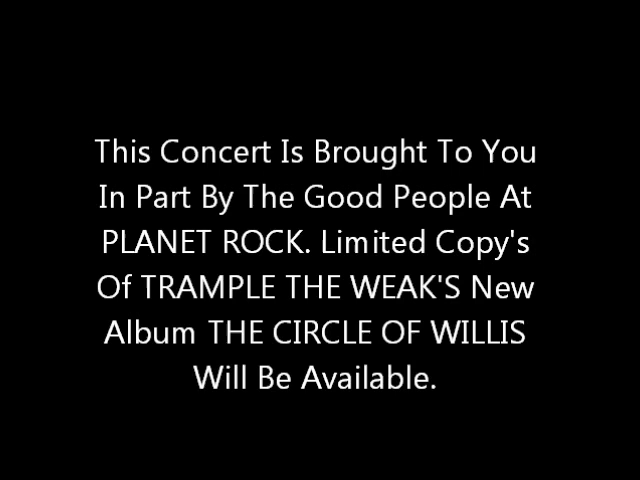 This Concert Is Brought To You
In Part By The Good People At
PLANET ROCK. Limited Copy's
Of TRAMPLE THE WEAK'S New
Album THE CIRCLE OF WILLIS
Will Be Available.